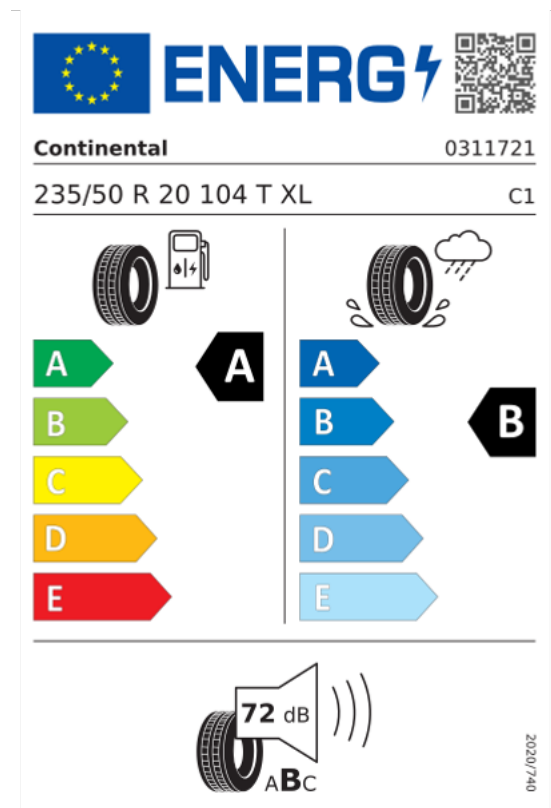 ENERG
Continental 0311721
235/50 R 20 104 T XL C1
A A A
B B B
C C
D D
E E
72 dB
ABC
2020/740